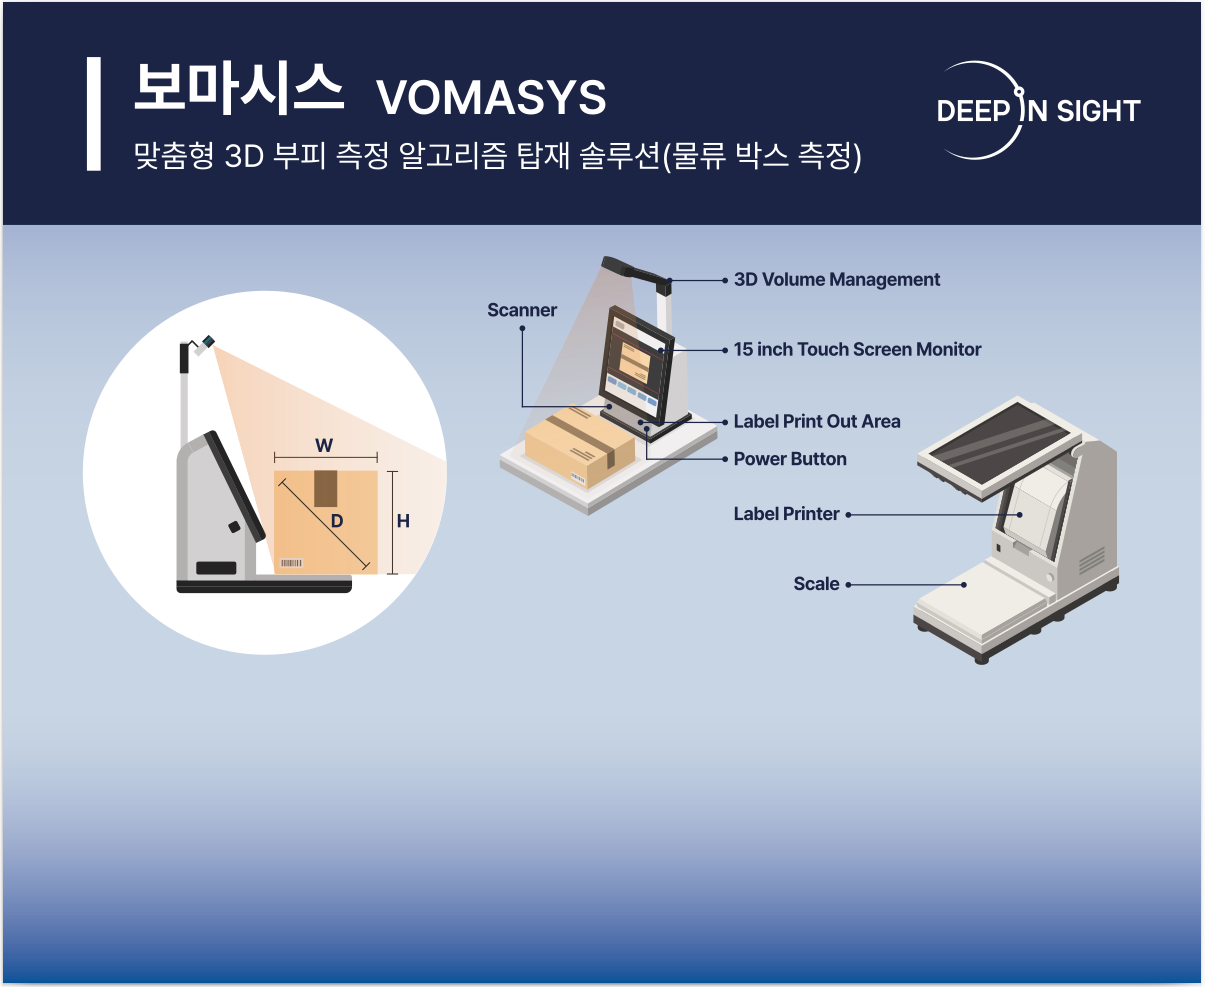 보마시스 VOMASYS
맞춤형 3D 부피 측정 알고리즘 탑재 솔루션(물류 박스 측정)
DEEP IN SIGHT
W
D
H
Scanner
3D Volume Management
15 inch Touch Screen Monitor
Label Print Out Area
Power Button
Label Printer
Scale